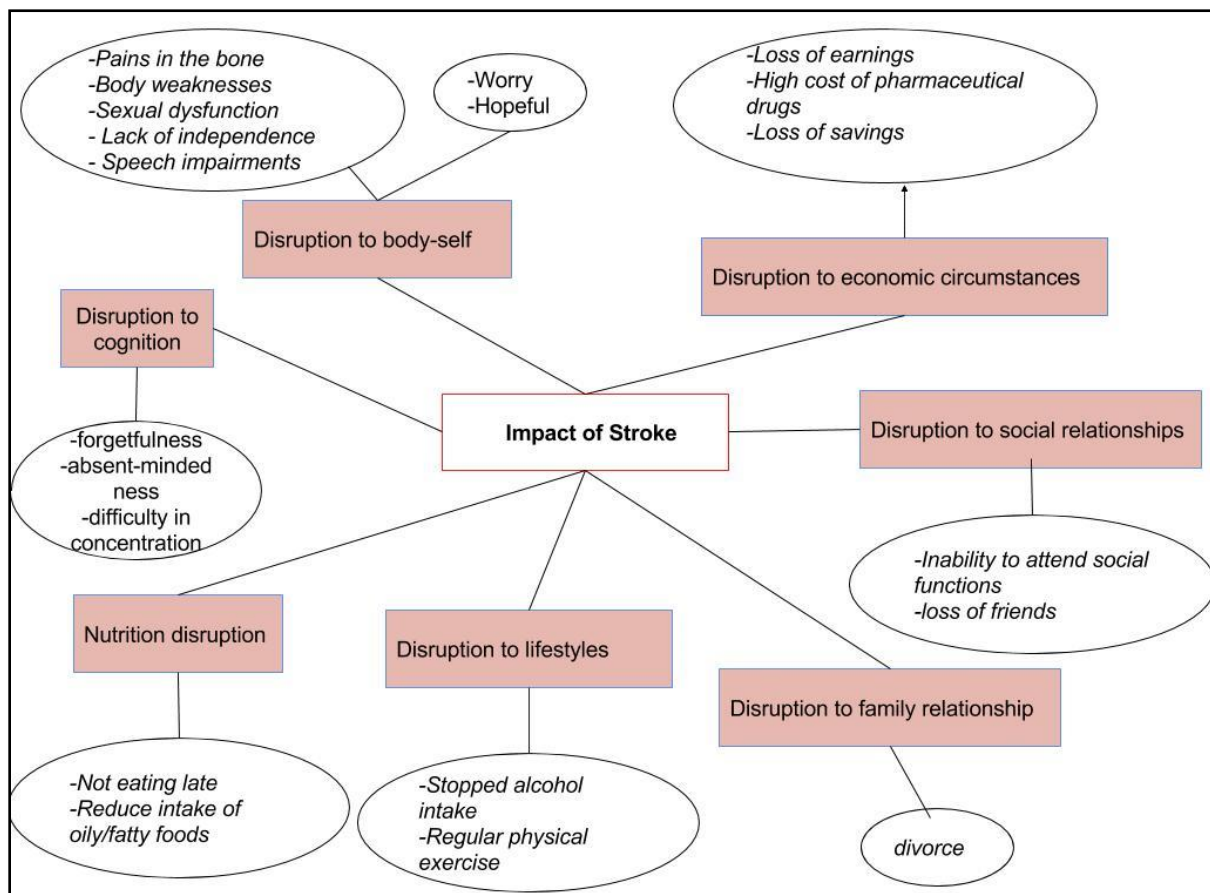 -Pains in the bone
-Body weaknesses
-Sexual dysfunction
- Lack of independence
- Speech impairments
-Worry
-Hopeful
-Loss of earnings
-High cost of pharmaceutical
drugs
-Loss of savings
Disruption to body-self
Disruption to economic circumstances
Disruption to
cognition
Impact of Stroke
Disruption to social relationships
-forgetfulness
-absent-minded
ness
-difficulty in
concentration
-Inability to attend social
functions
-loss of friends
Nutrition disruption
Disruption to lifestyles
Disruption to family relationship
-Not eating late
-Reduce intake of
oily/fatty foods
-Stopped alcohol
intake
-Regular physical
exercise
divorce